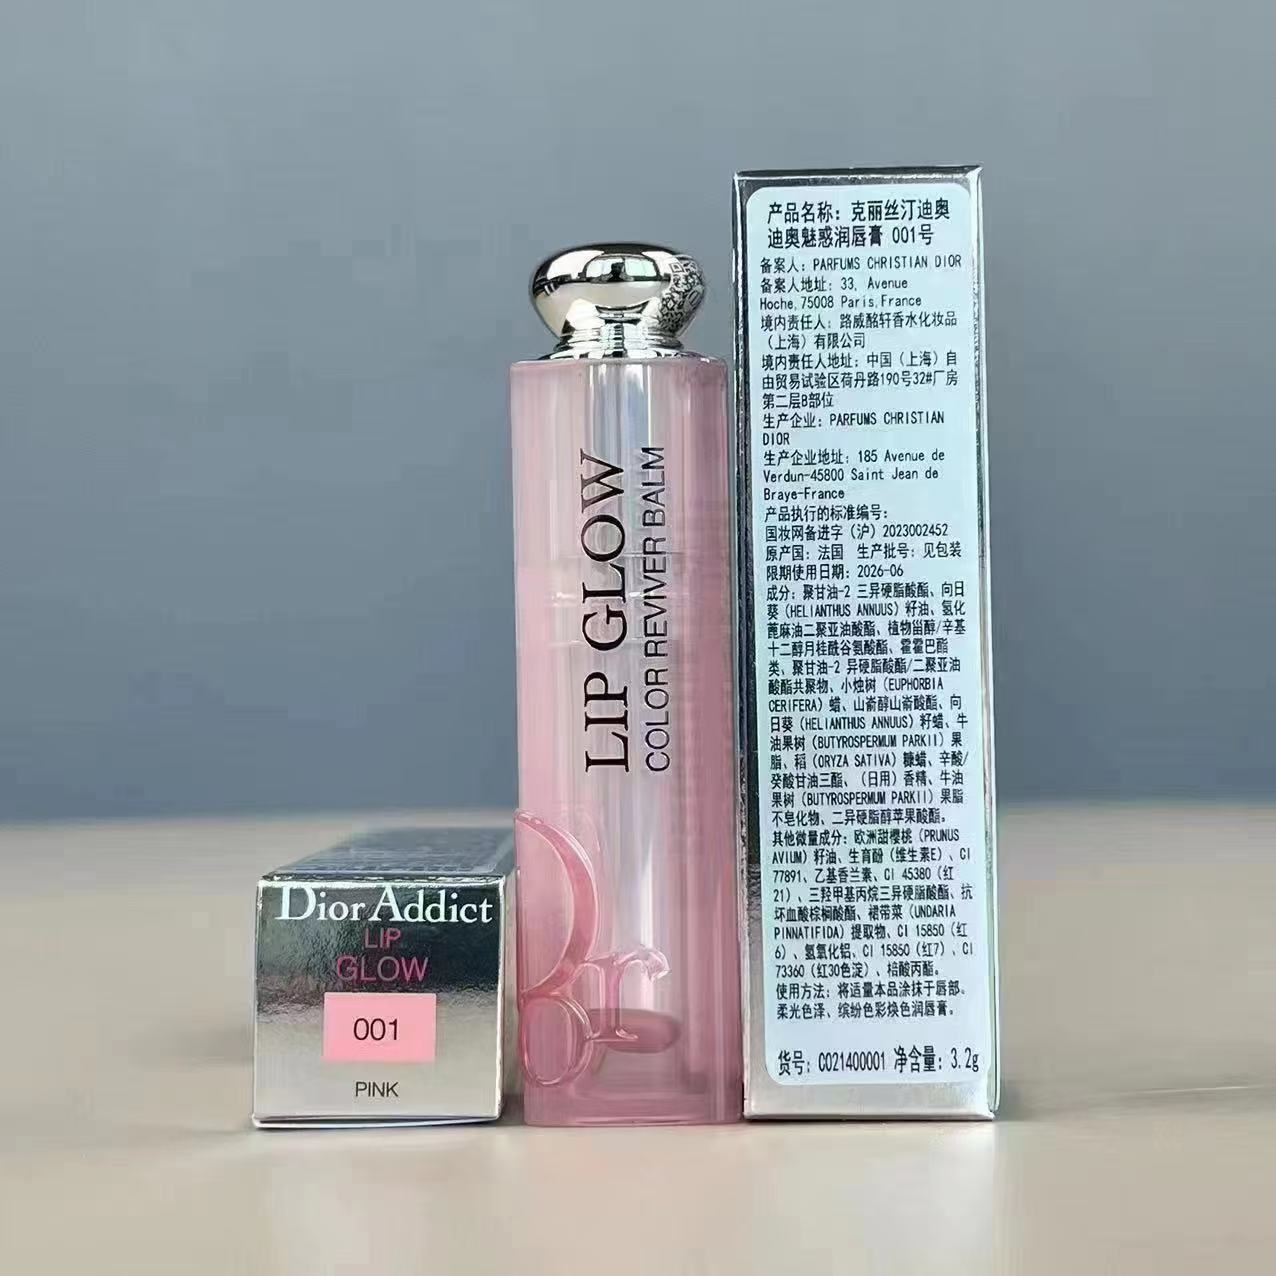 Dior Addict
LIP
GLOW
001
PINK
LIP GLOW
COLOR REVIVER BALM
Dior
产品名称：克丽丝汀迪奥
迪奥魅惑润唇膏 001号
备案人：PARFUMS CHRISTIAN DIOR
备案人地址：33, Avenue
Hoche,75008 Paris,France
境内责任人：路威酩轩香水化妆品
（上海）有限公司
境内责任人地址：中国（上海）自
由贸易试验区荷丹路190号32#厂房
第二层B部位
生产企业：PARFUMS CHRISTIAN
DIOR
生产企业地址：185 Avenue de
Verdun-45800 Saint Jean de
Braye-France
产品执行的标准编号：
国妆网备进字（沪）2023002452
原产国：法国 生产批号：见包装
限期使用日期：2026-06
成分：聚甘油-2 三异硬脂酸酯、向日
葵（HELIANTHUS ANNUUS）籽油、氢化
蓖麻油二聚亚油酸酯、植物甾醇/辛基
十二醇月桂酰谷氨酸酯、霍霍巴酯
类、聚甘油-2 异硬脂酸酯/二聚亚油
酸酯共聚物、小烛树（EUPHORBIA
CERIFERA）蜡、山嵛醇山嵛酸酯、向
日葵（HELIANTHUS ANNUUS）籽蜡、牛
油果树（BUTYROSPERMUM PARKII）果
脂、稻（ORYZA SATIVA）糠蜡、辛酸/
癸酸甘油三酯、（日用）香精、牛油
果树（BUTYROSPERMUM PARKII）果脂
不皂化物、二异硬脂醇苹果酸酯。
其他微量成分：欧洲甜樱桃（PRUNUS
AVIUM）籽油、生育酚（维生素E）、CI
77891、乙基香兰素、CI 45380（红
21）、三羟甲基丙烷三异硬脂酸酯、抗
坏血酸棕榈酸酯、裙带菜（UNDARIA
PINNATIFIDA）提取物、CI 15850（红
6）、氢氧化铝、CI 15850（红7）、CI
73360（红30色淀）、棓酸丙酯。
使用方法：将适量本品涂抹于唇部。
柔光色泽、缤纷色彩焕色润唇膏。
货号：C021400001 净含量：3.2g